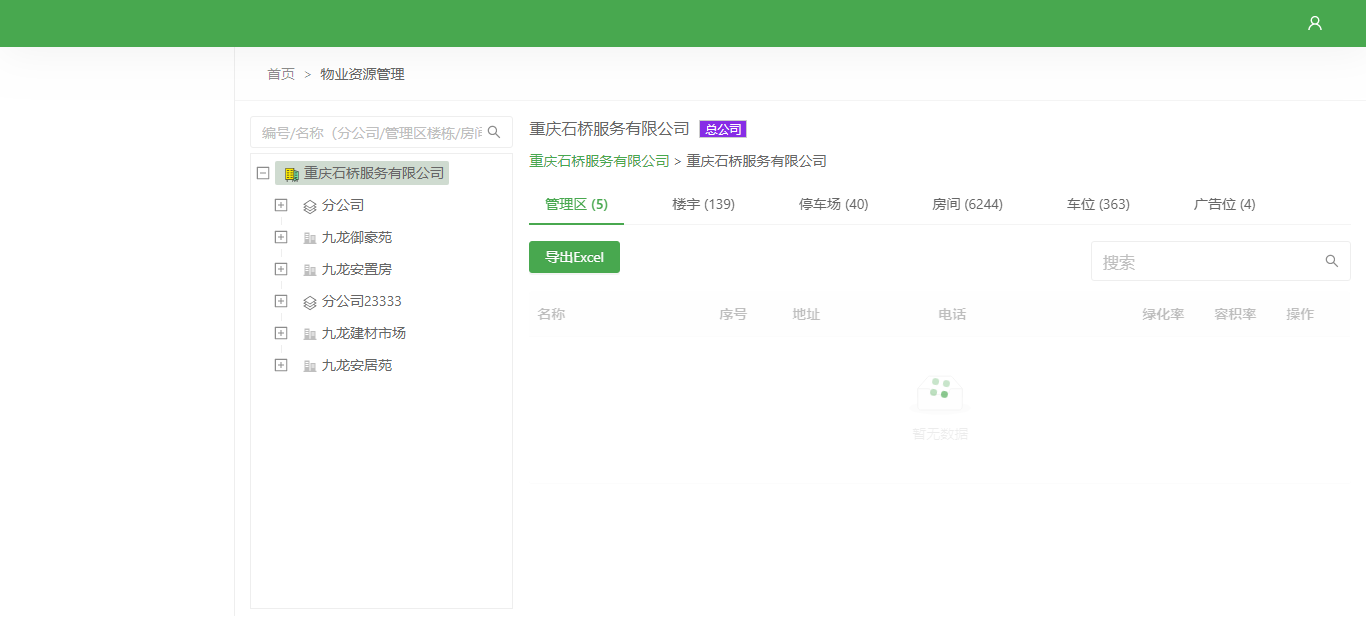 首页 > 物业资源管理
编号/名称（分公司/管理区楼栋/房
重庆石桥服务有限公司
分公司
九龙御豪苑
九龙安置房
分公司23333
九龙建材市场
九龙安居苑
重庆石桥服务有限公司 总公司
重庆石桥服务有限公司 > 重庆石桥服务有限公司
管理区 (5) 楼宇 (139) 停车场 (40) 房间 (6244) 车位 (363) 广告位 (4)
导出Excel 搜索
名称 序号 地址 电话 绿化率 容积率 操作
暂无数据